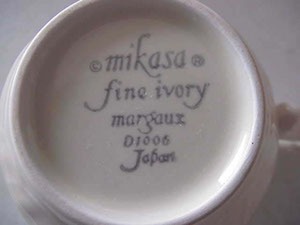 © mikasa ®
fine ivory
margaux
D1006
Japan